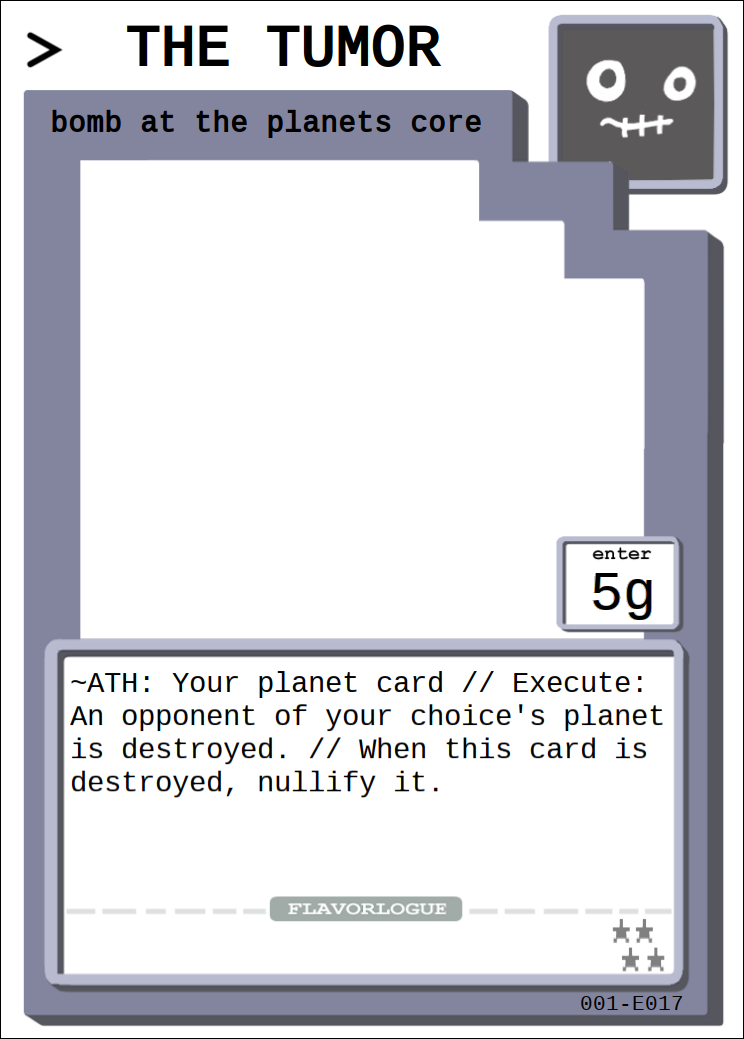 > THE TUMOR
bomb at the planets core
enter
5g
~ATH: Your planet card // Execute:
An opponent of your choice's planet
is destroyed. // When this card is
destroyed, nullify it.
FLAVORLOGUE
001-E017